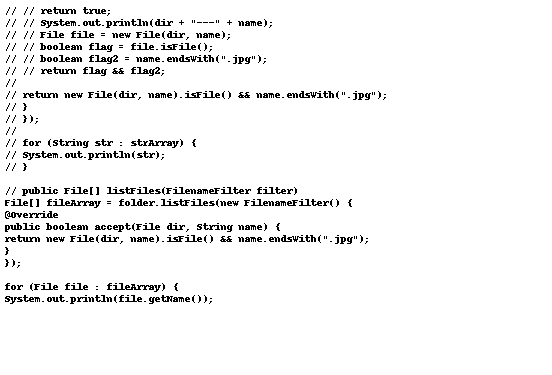 // // return true;
// // System.out.println(dir + "---" + name);
// // File file = new File(dir, name);
// // boolean flag = file.isFile();
// // boolean flag2 = name.endsWith(".jpg");
// // return flag && flag2;
//
// return new File(dir, name).isFile() && name.endsWith(".jpg");
// }
// });
//
// for (String str : strArray) {
// System.out.println(str);
// }

// public File[] listFiles(FilenameFilter filter)
File[] fileArray = folder.listFiles(new FilenameFilter() {
@Override
public boolean accept(File dir, String name) {
return new File(dir, name).isFile() && name.endsWith(".jpg");
}
});

for (File file : fileArray) {
System.out.println(file.getName());